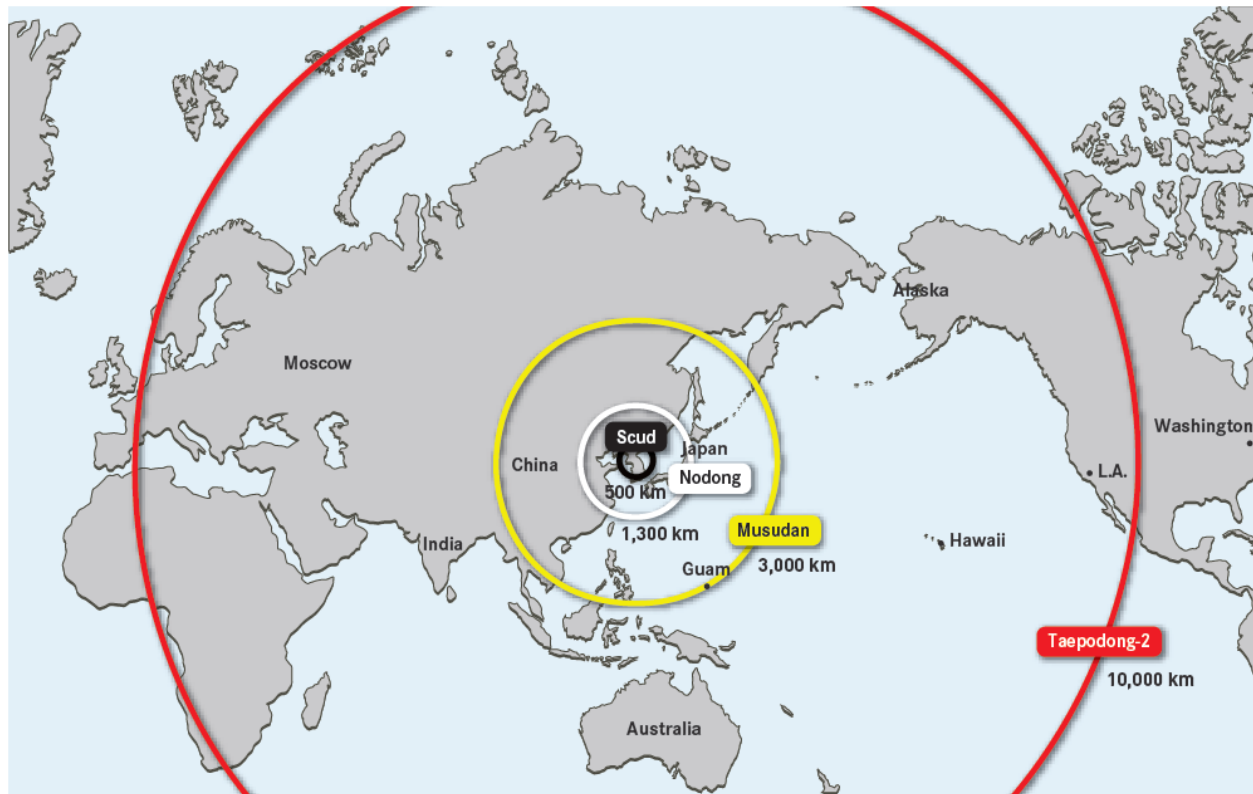 Alaska
Moscow
Washington
Scud
Japan
China
L.A.
Nodong
500 km
Musudan
1,300 km
Hawaii
India
3,000 km
Guam
Taepodong-2
10,000 km
Australia